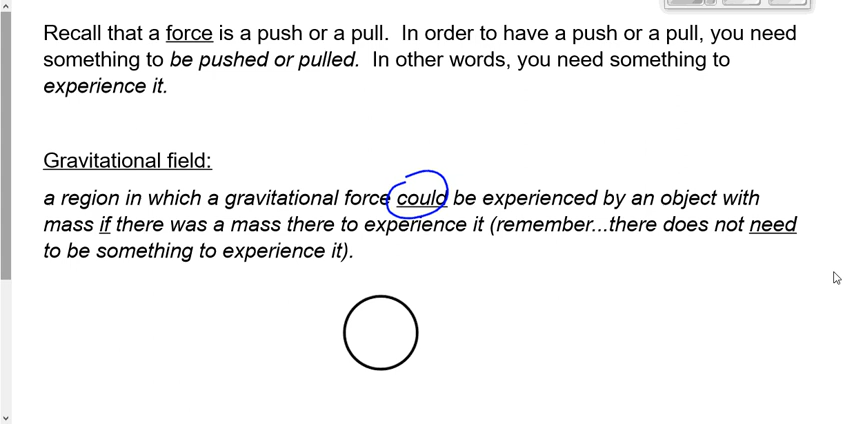 Recall that a force is a push or a pull. In order to have a push or a pull, you need
something to be pushed or pulled. In other words, you need something to
experience it.
Gravitational field:
a region in which a gravitational force could be experienced by an object with
mass if there was a mass there to experience it (remember...there does not need
to be something to experience it).